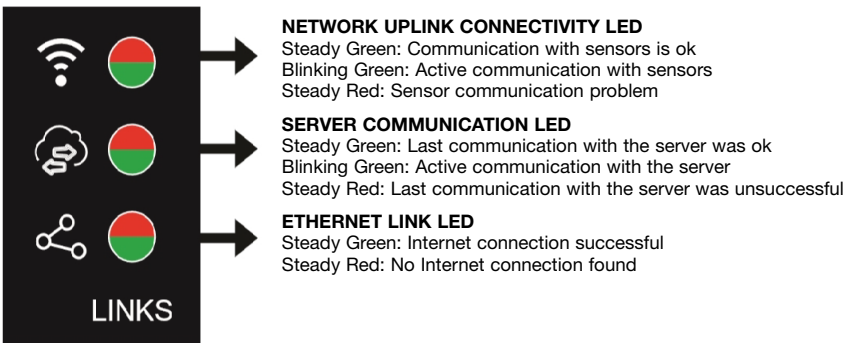 NETWORK UPLINK CONNECTIVITY LED
Steady Green: Communication with sensors is ok
Blinking Green: Active communication with sensors
Steady Red: Sensor communication problem
SERVER COMMUNICATION LED
Steady Green: Last communication with the server was ok
Blinking Green: Active communication with the server
Steady Red: Last communication with the server was unsuccessful
ETHERNET LINK LED
Steady Green: Internet connection successful
Steady Red: No Internet connection found
LINKS